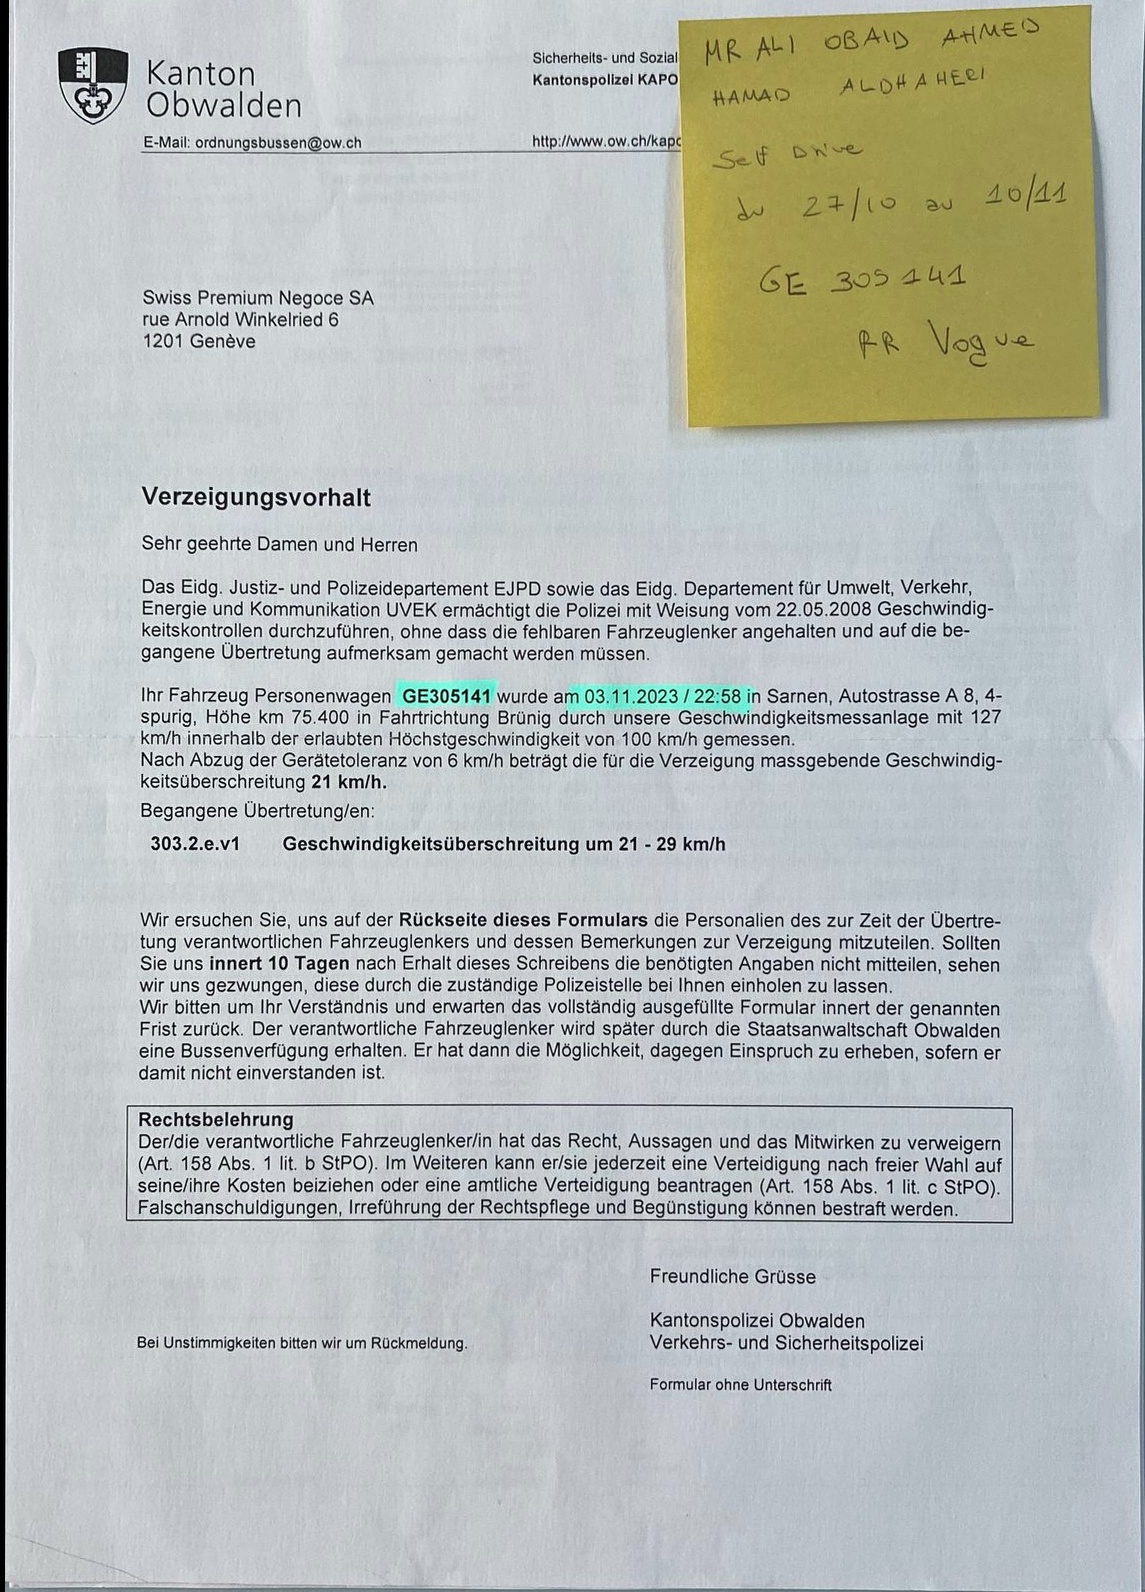 Kanton
Obwalden
E-Mail: ordnungsbussen@ow.ch
Sicherheits- und Sozial
Kantonspolizei KAPO
http://www.ow.ch/kapo
MR ALI OBAID AHMED
HAMAD ALDHAHERI
Self Drive
du 27/10 au 10/11
GE 305141
RR Vogue
Swiss Premium Negoce SA
rue Arnold Winkelried 6
1201 Genève
Verzeigungsvorhalt
Sehr geehrte Damen und Herren
Das Eidg. Justiz- und Polizeidepartement EJPD sowie das Eidg. Departement für Umwelt, Verkehr,
Energie und Kommunikation UVEK ermächtigt die Polizei mit Weisung vom 22.05.2008 Geschwindig-
keitskontrollen durchzuführen, ohne dass die fehlbaren Fahrzeuglenker angehalten und auf die be-
gangene Übertretung aufmerksam gemacht werden müssen.
Ihr Fahrzeug Personenwagen GE305141 wurde am 03.11.2023 / 22:58 in Sarnen, Autostrasse A 8, 4-
spurig, Höhe km 75.400 in Fahrtrichtung Brünig durch unsere Geschwindigkeitsmessanlage mit 127
km/h innerhalb der erlaubten Höchstgeschwindigkeit von 100 km/h gemessen.
Nach Abzug der Gerätetoleranz von 6 km/h beträgt die für die Verzeigung massgebende Geschwindig-
keitsüberschreitung 21 km/h.
Begangene Übertretung/en:
303.2.e.v1 Geschwindigkeitsüberschreitung um 21 - 29 km/h
Wir ersuchen Sie, uns auf der Rückseite dieses Formulars die Personalien des zur Zeit der Übertre-
tung verantwortlichen Fahrzeuglenkers und dessen Bemerkungen zur Verzeigung mitzuteilen. Sollten
Sie uns innert 10 Tagen nach Erhalt dieses Schreibens die benötigten Angaben nicht mitteilen, sehen
wir uns gezwungen, diese durch die zuständige Polizeistelle bei Ihnen einholen zu lassen.
Wir bitten um Ihr Verständnis und erwarten das vollständig ausgefüllte Formular innert der genannten
Frist zurück. Der verantwortliche Fahrzeuglenker wird später durch die Staatsanwaltschaft Obwalden
eine Bussenverfügung erhalten. Er hat dann die Möglichkeit, dagegen Einspruch zu erheben, sofern er
damit nicht einverstanden ist.
Rechtsbelehrung
Der/die verantwortliche Fahrzeuglenker/in hat das Recht, Aussagen und das Mitwirken zu verweigern
(Art. 158 Abs. 1 lit. b StPO). Im Weiteren kann er/sie jederzeit eine Verteidigung nach freier Wahl auf
seine/ihre Kosten beiziehen oder eine amtliche Verteidigung beantragen (Art. 158 Abs. 1 lit. c StPO).
Falschanschuldigungen, Irreführung der Rechtspflege und Begünstigung können bestraft werden.
Freundliche Grüsse
Kantonspolizei Obwalden
Verkehrs- und Sicherheitspolizei
Bei Unstimmigkeiten bitten wir um Rückmeldung.
Formular ohne Unterschrift